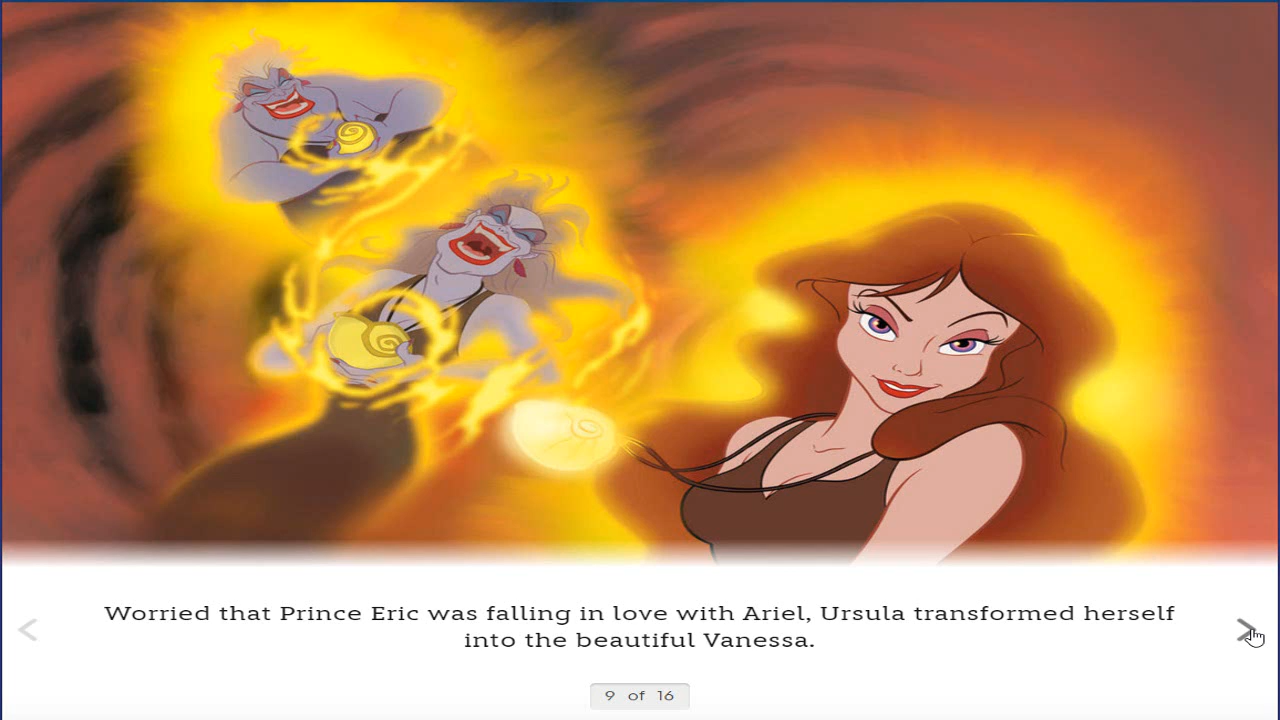 Worried that Prince Eric was falling in love with Ariel, Ursula transformed herself
into the beautiful Vanessa.
9 of 16